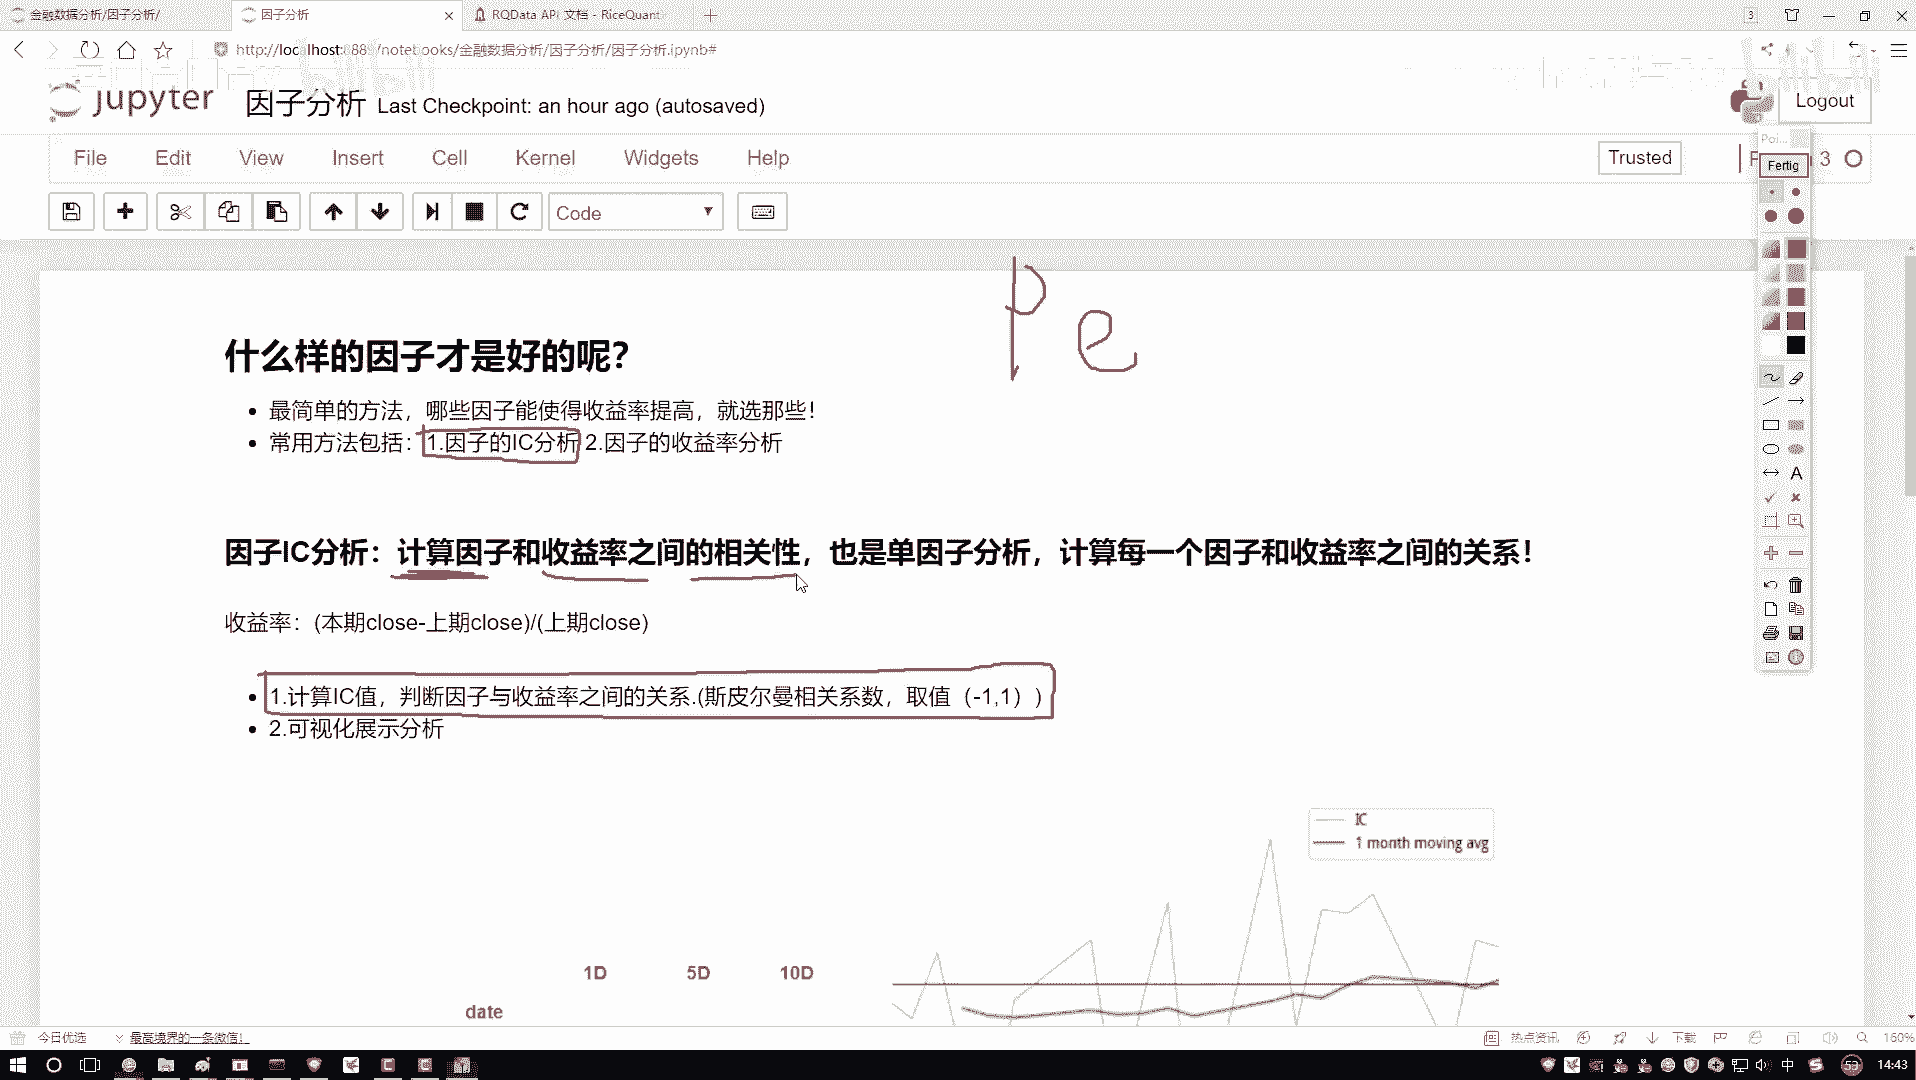 金融数据分析/因子分析/
因子分析
RQData API 文档 - RiceQuant
3
http://localhost:8889/notebooks/金融数据分析/因子分析/因子分析.ipynb#
bilibili
bilibili
jupyter 因子分析 Last Checkpoint: an hour ago (autosaved)
Logout
File Edit View Insert Cell Kernel Widgets Help
Trusted
3
Fertig
Code
A
Pe
什么样的因子才是好的呢?
最简单的方法，哪些因子能使得收益率提高，就选那些！
常用方法包括：1.因子的IC分析 2.因子的收益率分析
因子IC分析：计算因子和收益率之间的相关性，也是单因子分析，计算每一个因子和收益率之间的关系！
收益率：(本期close-上期close)/(上期close)
1.计算IC值，判断因子与收益率之间的关系.(斯皮尔曼相关系数，取值（-1,1）)
2.可视化展示分析
IC
1 month moving avg
1D 5D 10D
date
今日优选
最高境界的一条微信！
热点资讯
下载
160%
中
53
14:43